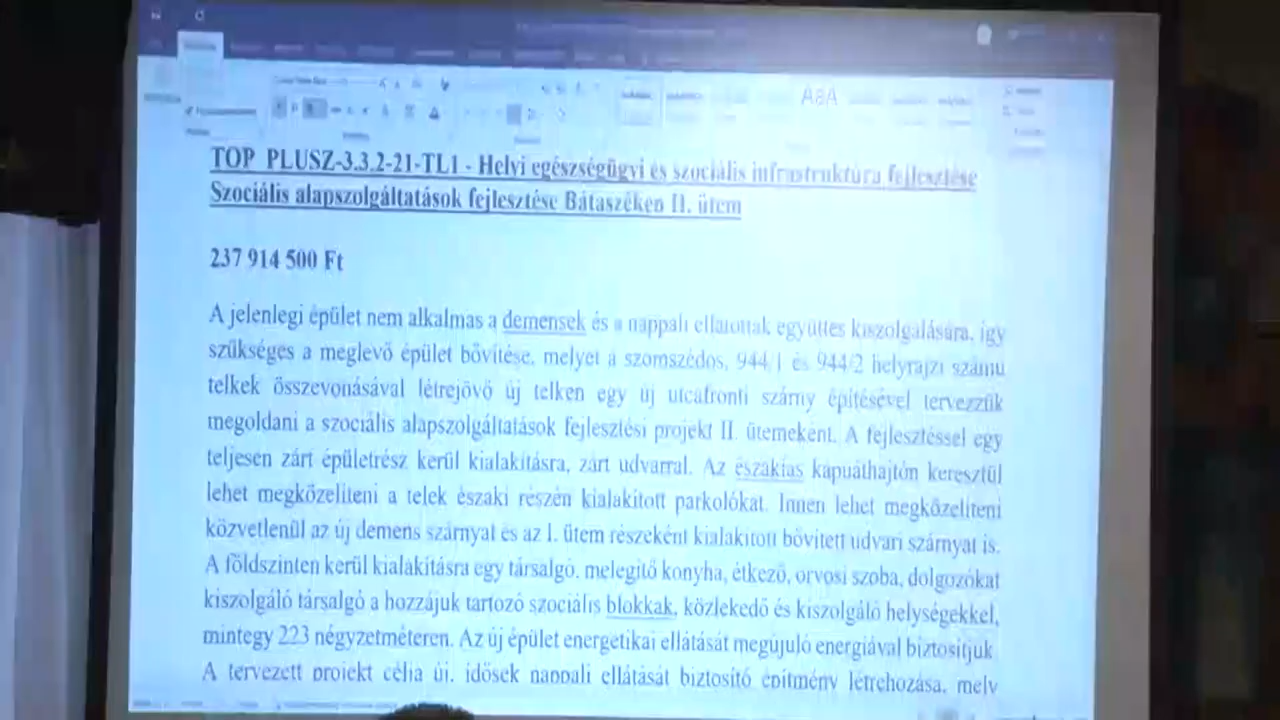 TOP_PLUSZ-3.3.2-21-TL1 - Helyi egészségügyi és szociális infrastruktúra fejlesztése
Szociális alapszolgáltatások fejlesztése Bátaszéken II. ütem
237 914 500 Ft
A jelenlegi épület nem alkalmas a demensek és a nappali ellátottak együttes kiszolgálására, így
szükséges a meglévő épület bővítése, melyet a szomszédos, 944/1 és 944/2 helyrajzi számú
telkek összevonásával létrejövő új telken egy új utcafronti szárny építésével tervezzük
megoldani a szociális alapszolgáltatások fejlesztési projekt II. ütemeként. A fejlesztéssel egy
teljesen zárt épületrész kerül kialakításra, zárt udvarral. Az északias kapuáthajtón keresztül
lehet megközelíteni a telek északi részén kialakított parkolókat. Innen lehet megközelíteni
közvetlenül az új demens szárnyat és az I. ütem részeként kialakított bővített udvari szárnyat is.
A földszinten kerül kialakításra egy társalgó, melegítő konyha, étkező, orvosi szoba, dolgozókat
kiszolgáló társalgó a hozzájuk tartozó szociális blokkak, közlekedő és kiszolgáló helységekkel,
mintegy 223 négyzetméteren. Az új épület energetikai ellátását megújuló energiával biztosítjuk
A tervezett projekt célja új, idősek nappali ellátását biztosító építmény létrehozása, mely